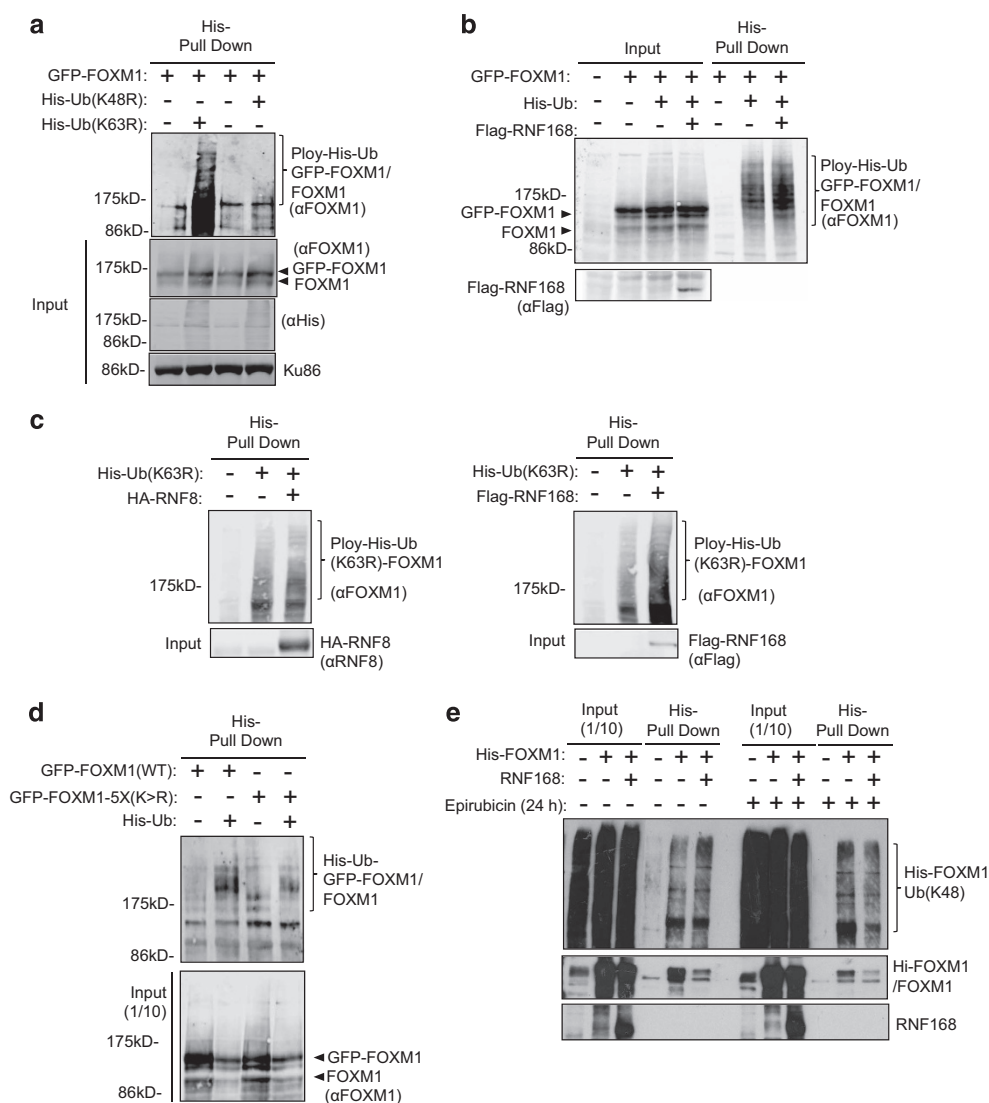 a
His-
Pull Down
GFP-FOXM1: + + + +
His-Ub(K48R): - - - +
His-Ub(K63R): - + - -
175kD-
86kD-
Ploy-His-Ub
GFP-FOXM1/
FOXM1
(αFOXM1)
Input
175kD-
(αFOXM1)
GFP-FOXM1
FOXM1
175kD-
86kD-
(αHis)
86kD-
Ku86
b
Input
His-
Pull Down
GFP-FOXM1: - + + + + + +
His-Ub: - - + + - + +
Flag-RNF168: - - - + - - +
175kD-
GFP-FOXM1
FOXM1
86kD-
Ploy-His-Ub
GFP-FOXM1/
FOXM1
(αFOXM1)
Flag-RNF168
(αFlag)
c
His-
Pull Down
His-Ub(K63R): - + +
HA-RNF8: - - +
175kD-
Ploy-His-Ub
(K63R)-FOXM1
(αFOXM1)
Input
HA-RNF8
(αRNF8)
His-
Pull Down
His-Ub(K63R): - + +
Flag-RNF168: - - +
175kD-
Ploy-His-Ub
(K63R)-FOXM1
(αFOXM1)
Input
Flag-RNF168
(αFlag)
d
His-
Pull Down
GFP-FOXM1(WT): + + - -
GFP-FOXM1-5X(K>R): - - + +
His-Ub: - + - +
175kD-
86kD-
His-Ub-
GFP-FOXM1/
FOXM1
Input
(1/10)
175kD-
86kD-
GFP-FOXM1
FOXM1
(αFOXM1)
e
Input
(1/10)
His-
Pull Down
Input
(1/10)
His-
Pull Down
His-FOXM1: - + + - + + - + + - + +
RNF168: - - + - - + - - + - - +
Epirubicin (24 h): - - - - - - + + + + + +
His-FOXM1
Ub(K48)
Hi-FOXM1
/FOXM1
RNF168